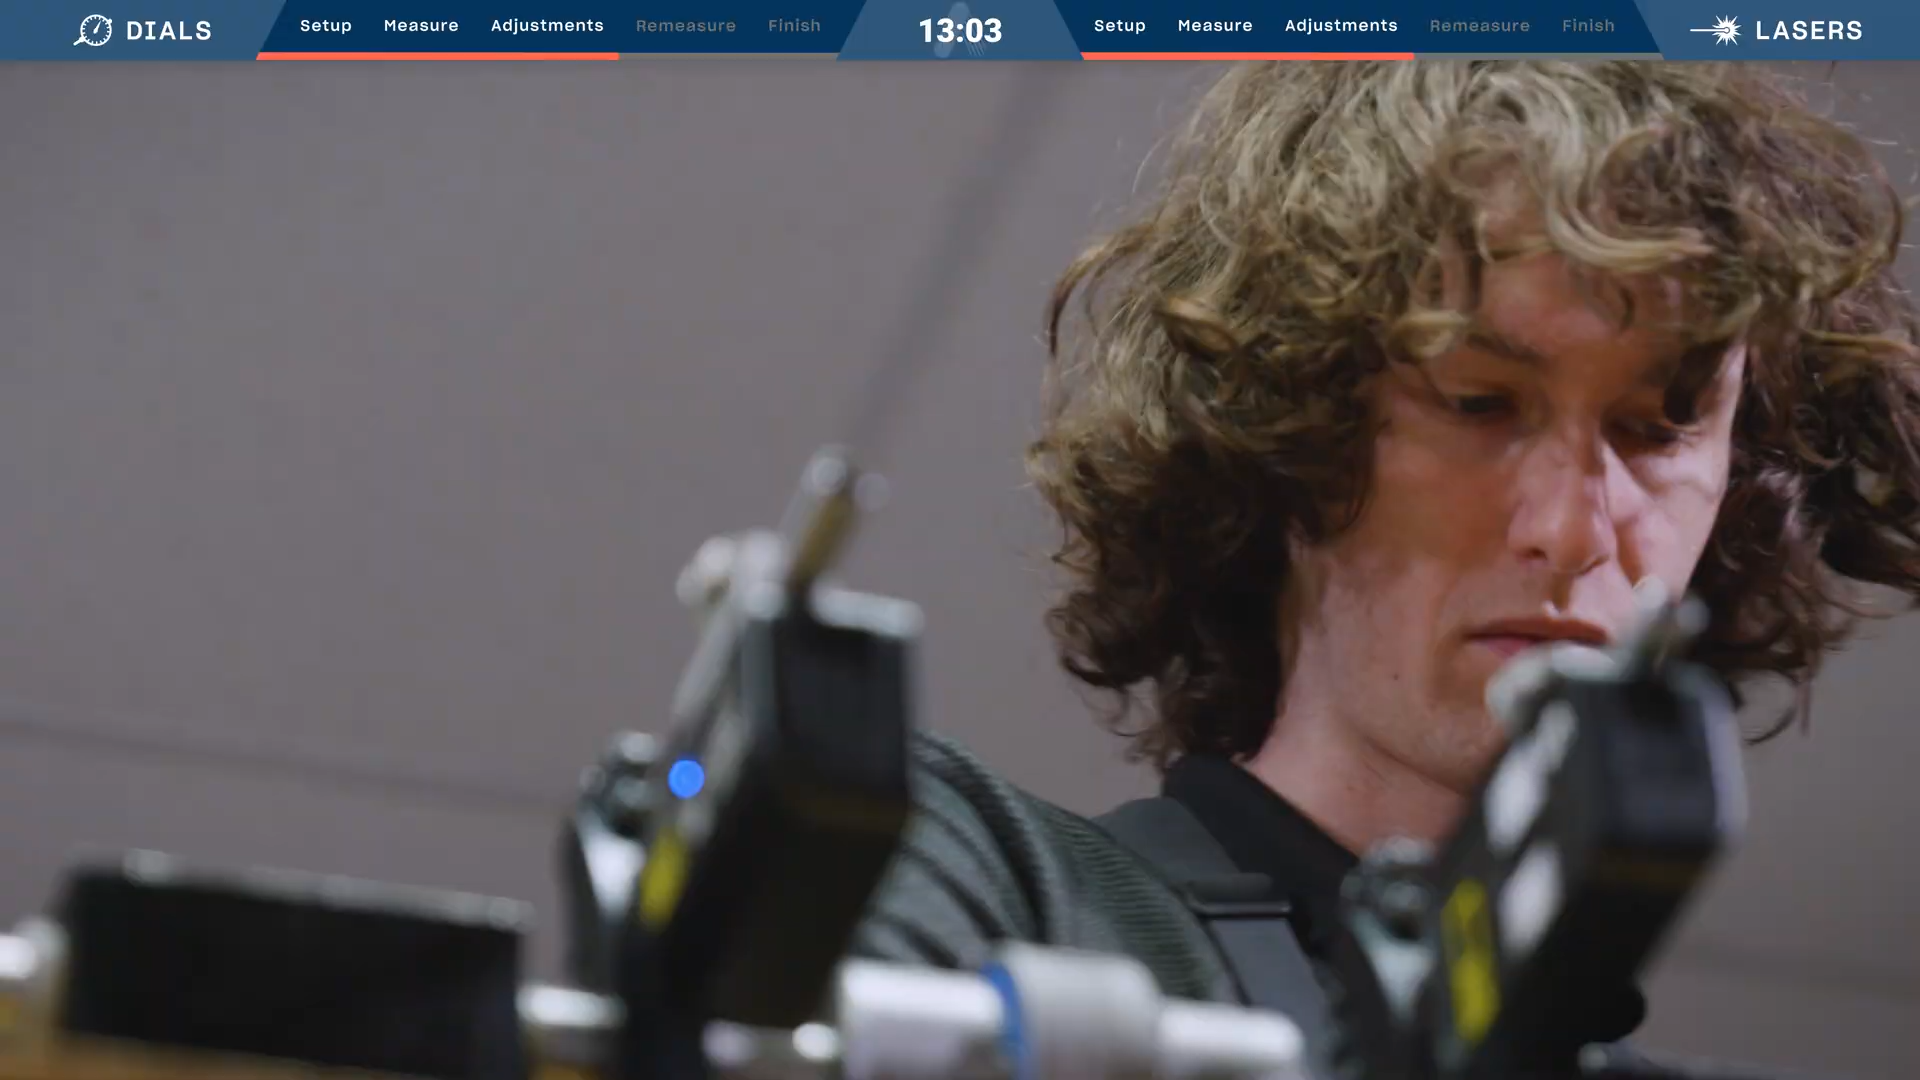 DIALS
Setup Measure Adjustments Remeasure Finish
13:03
Setup Measure Adjustments Remeasure Finish
LASERS